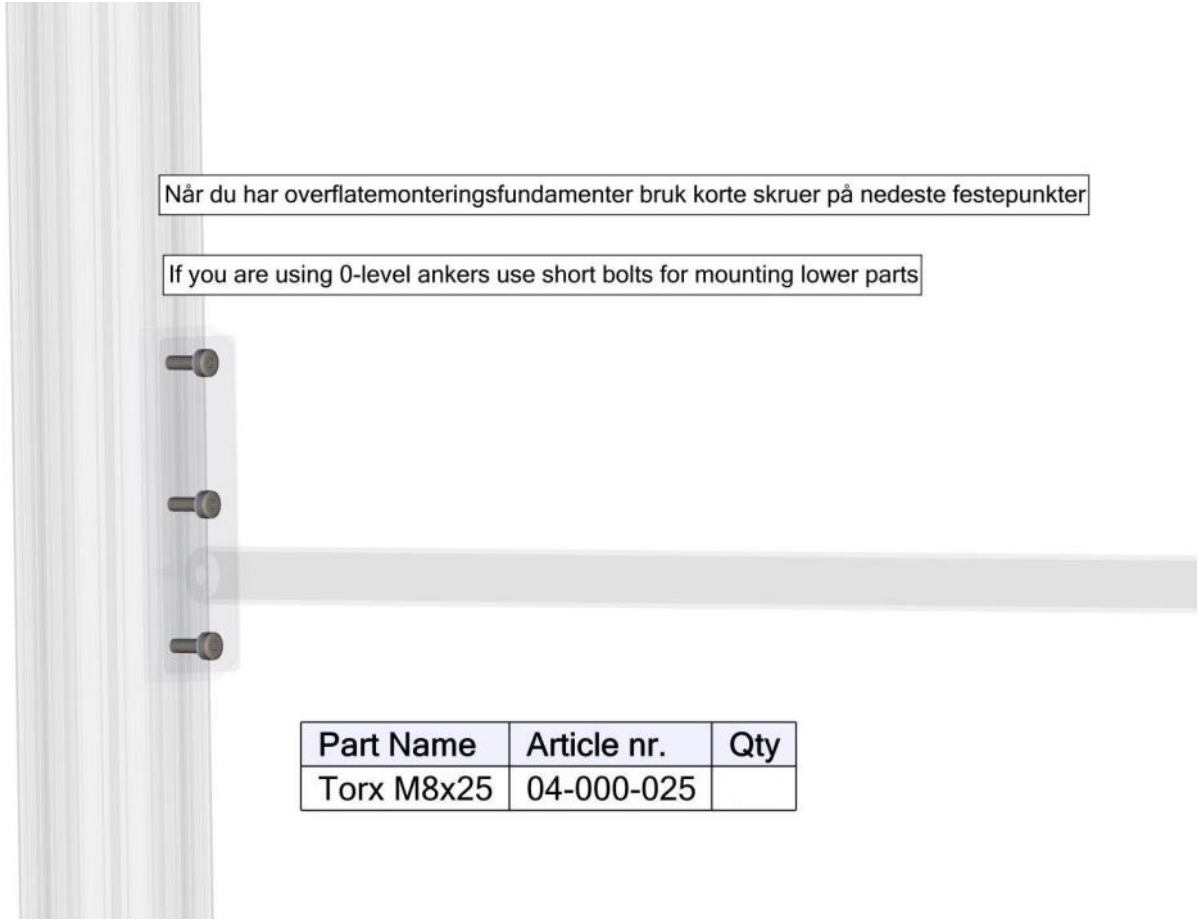 Når du har overflatemonteringsfundamenter bruk korte skruer på nedeste festepunkter
If you are using 0-level ankers use short bolts for mounting lower parts
Part Name Article nr. Qty
Torx M8x25 04-000-025